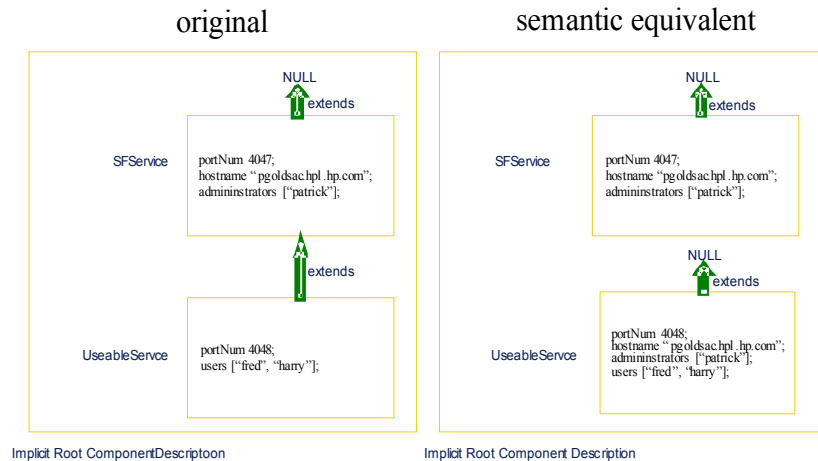 original
semantic equivalent
NULL
extends
SFService
portNum 4047;
hostname “pgoldsac.hpl.hp.com”;
admininstrators [“patrick”];
extends
UseableServce
portNum 4048;
users [“fred”, “harry”];
Implicit Root ComponentDescriptoon
NULL
extends
SFService
portNum 4047;
hostname “pgoldsac.hpl.hp.com”;
admininstrators [“patrick”];
NULL
extends
UseableServce
portNum 4048;
hostname “pgoldsac.hpl.hp.com”;
admininstrators [“patrick”];
users [“fred”, “harry”];
Implicit Root Component Description